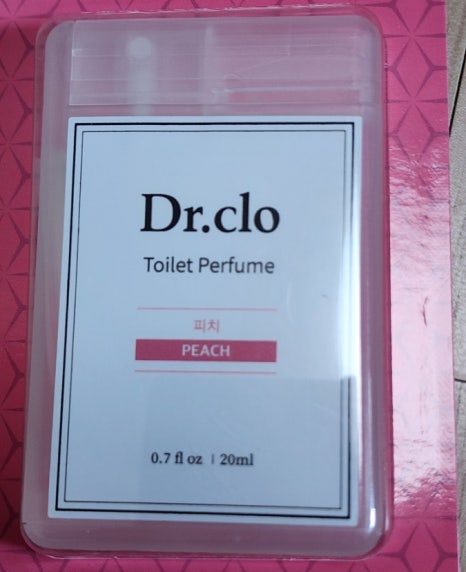 Dr.clo
Toilet Perfume
피치
PEACH
0.7 fl oz | 20ml